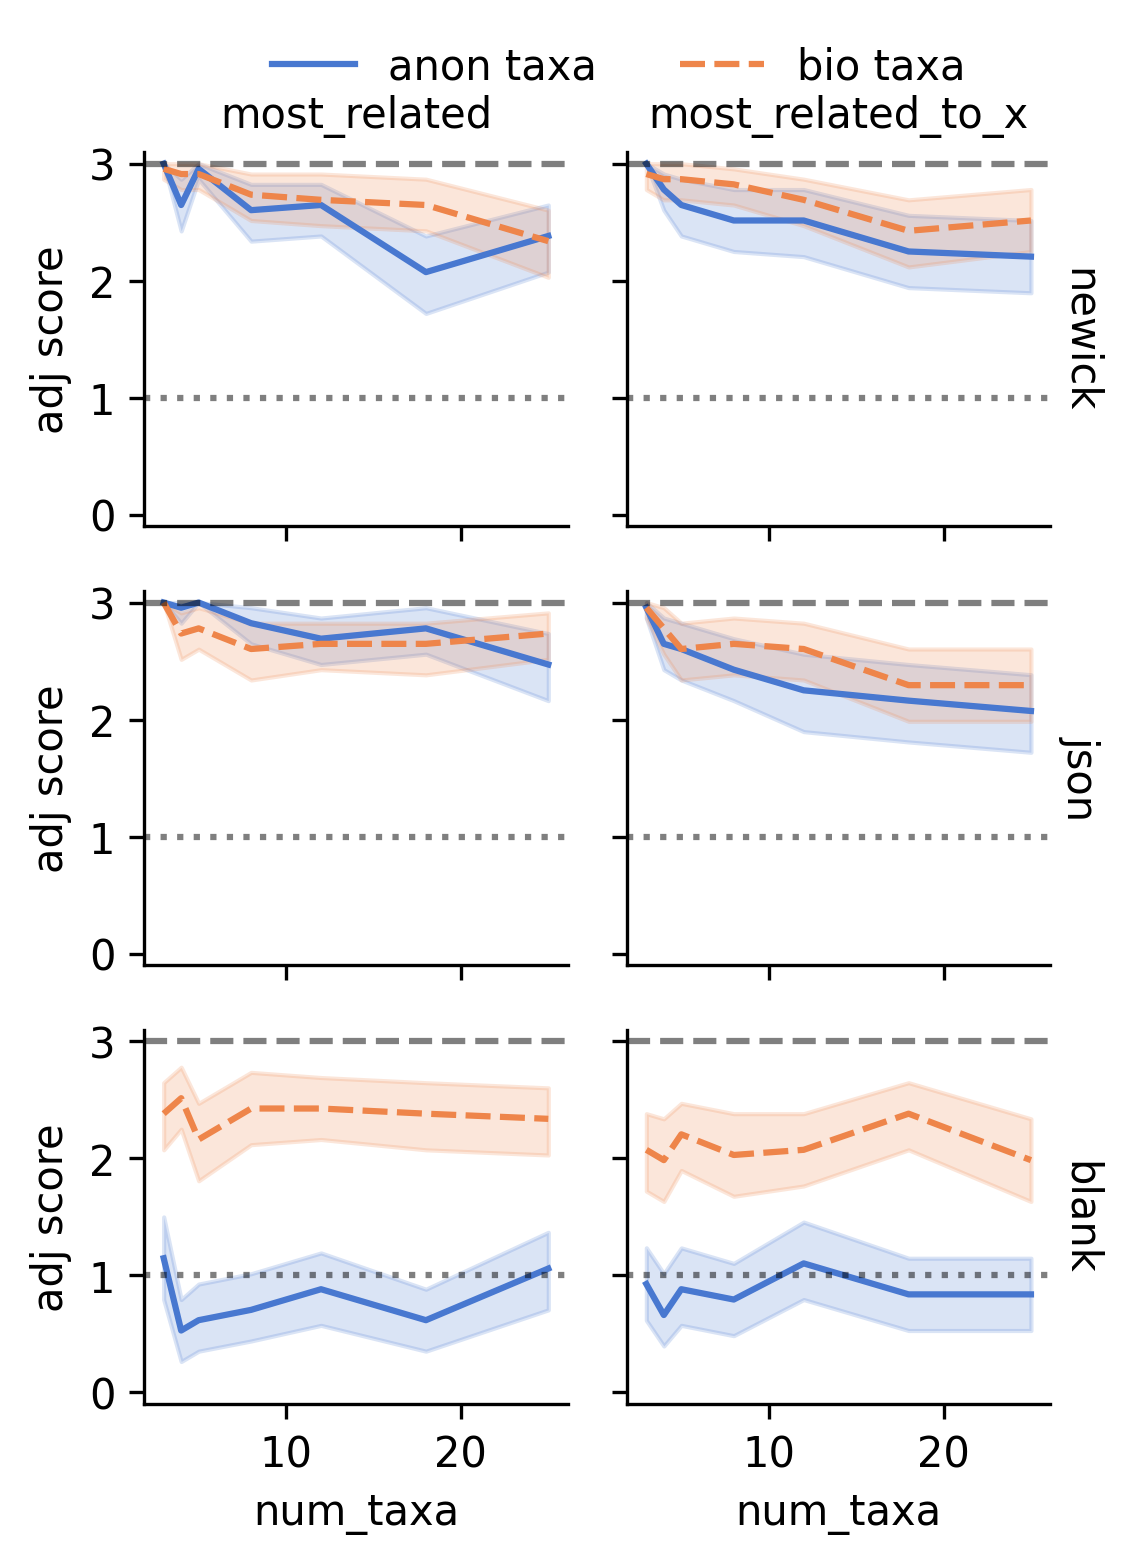 anon taxa bio taxa
most_related most_related_to_x
3
2
1
0
adj score
newick
3
2
1
0
adj score
json
3
2
1
0
adj score
blank
10 20 10 20
num_taxa num_taxa